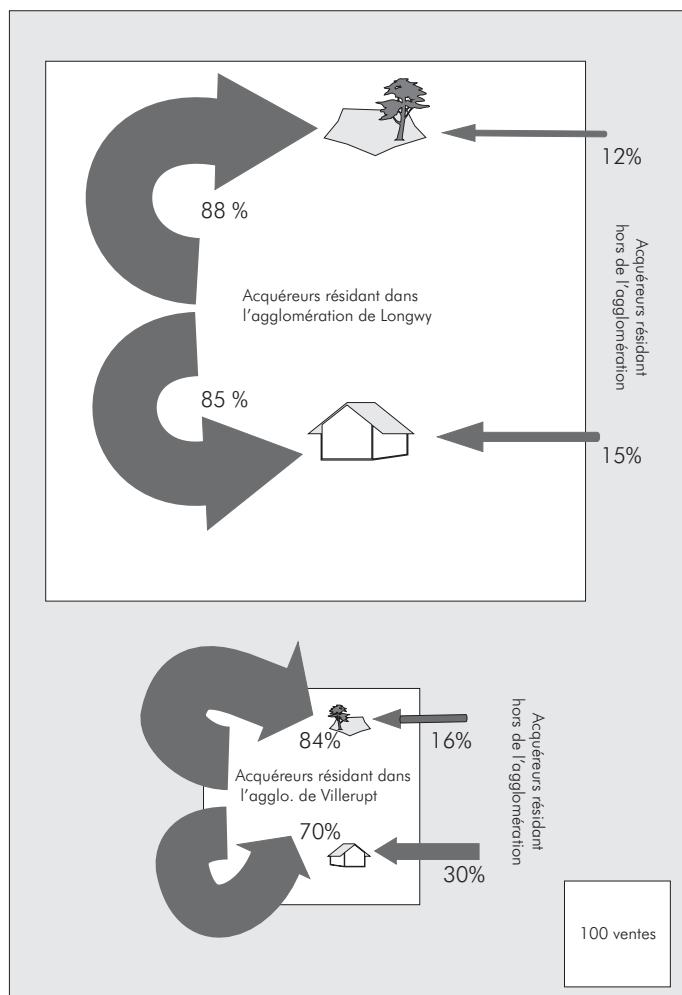 12%
88 %
Acquéreurs résidant
hors de l'agglomération
Acquéreurs résidant dans
l'agglomération de Longwy
85 %
15%
84%
16%
Acquéreurs résidant
hors de l'agglomération
Acquéreurs résidant dans
l'agglo. de Villerupt
70%
30%
100 ventes